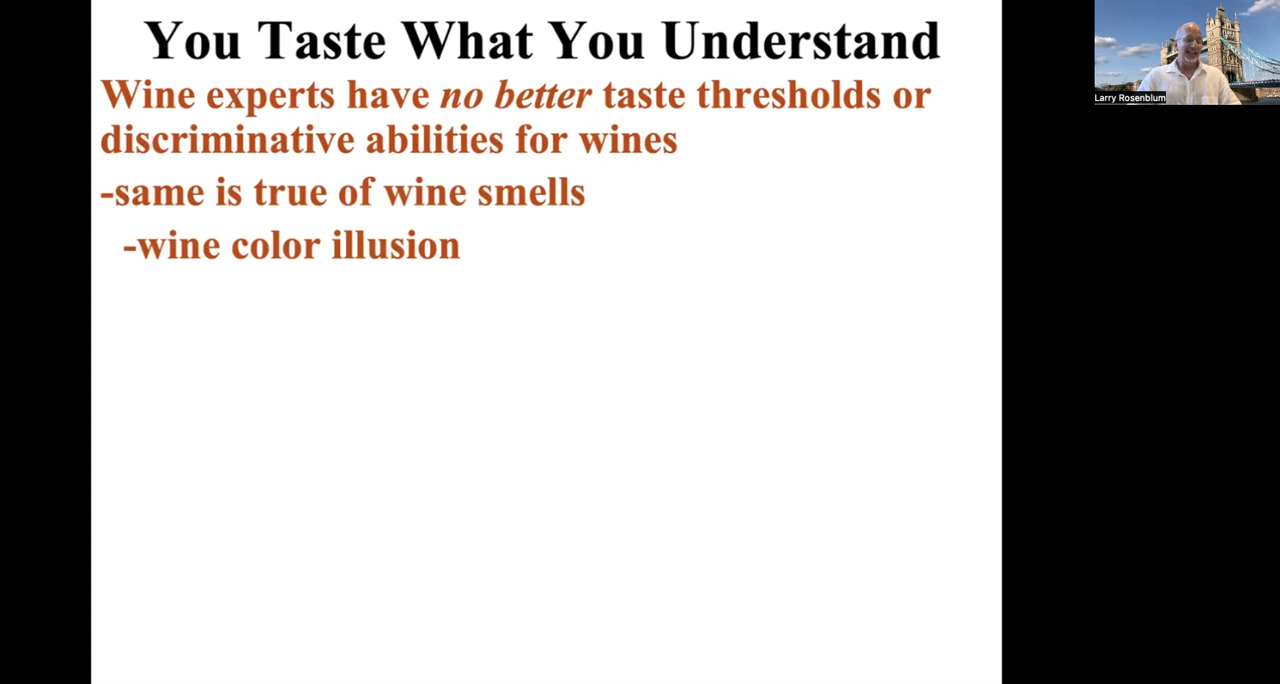 You Taste What You Understand
Wine experts have no better taste thresholds or
discriminative abilities for wines
-same is true of wine smells
-wine color illusion
Larry Rosenblum